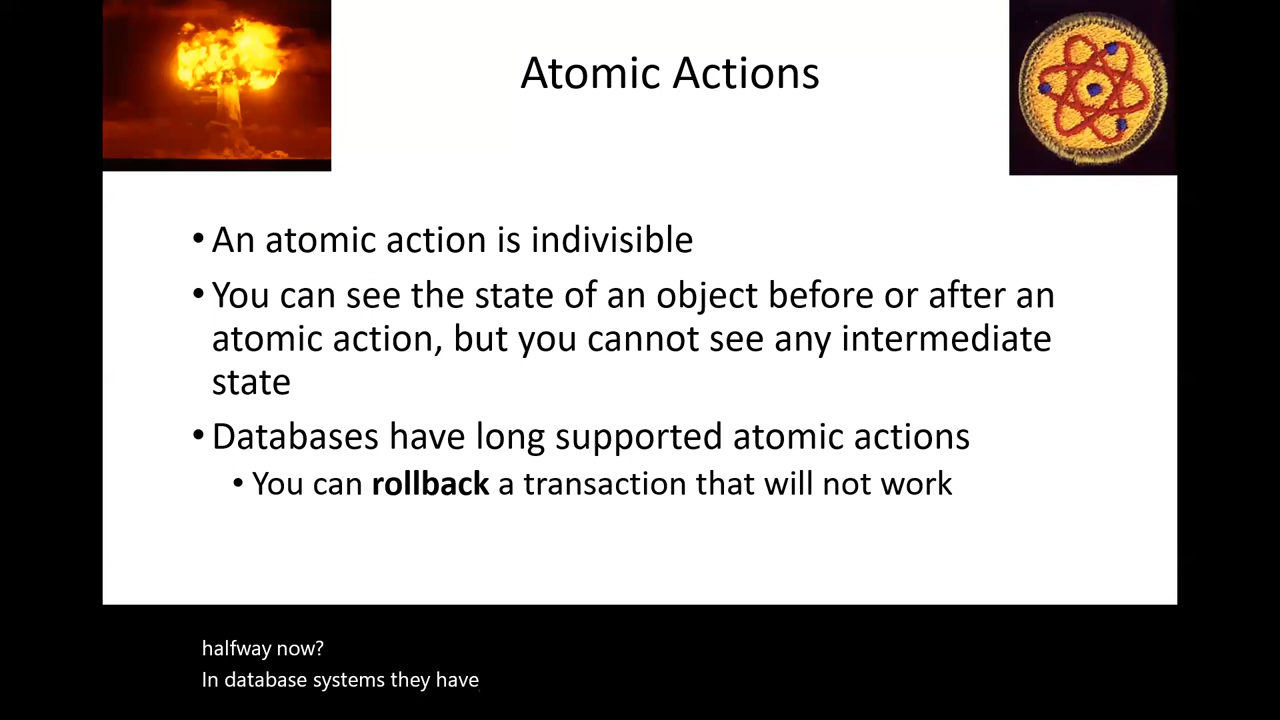 Atomic Actions
• An atomic action is indivisible
• You can see the state of an object before or after an
atomic action, but you cannot see any intermediate
state
• Databases have long supported atomic actions
• You can rollback a transaction that will not work
halfway now?
In database systems they have